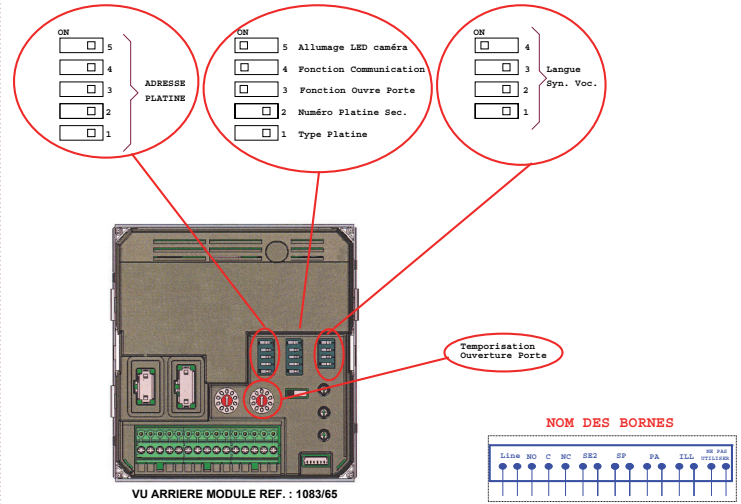 ON
5
4
3
2
1
ADRESSE
PLATINE
ON
5 Allumage LED caméra
4 Fonction Communication
3 Fonction Ouvre Porte
2 Numéro Platine Sec.
1 Type Platine
ON
4
3
2
1
Langue
Syn. Voc.
Temporisation
Ouverture Porte
NOM DES BORNES
Line NO C NC SE2 SP PA ILL NE PAS
UTILISER
VU ARRIERE MODULE REF. : 1083/65